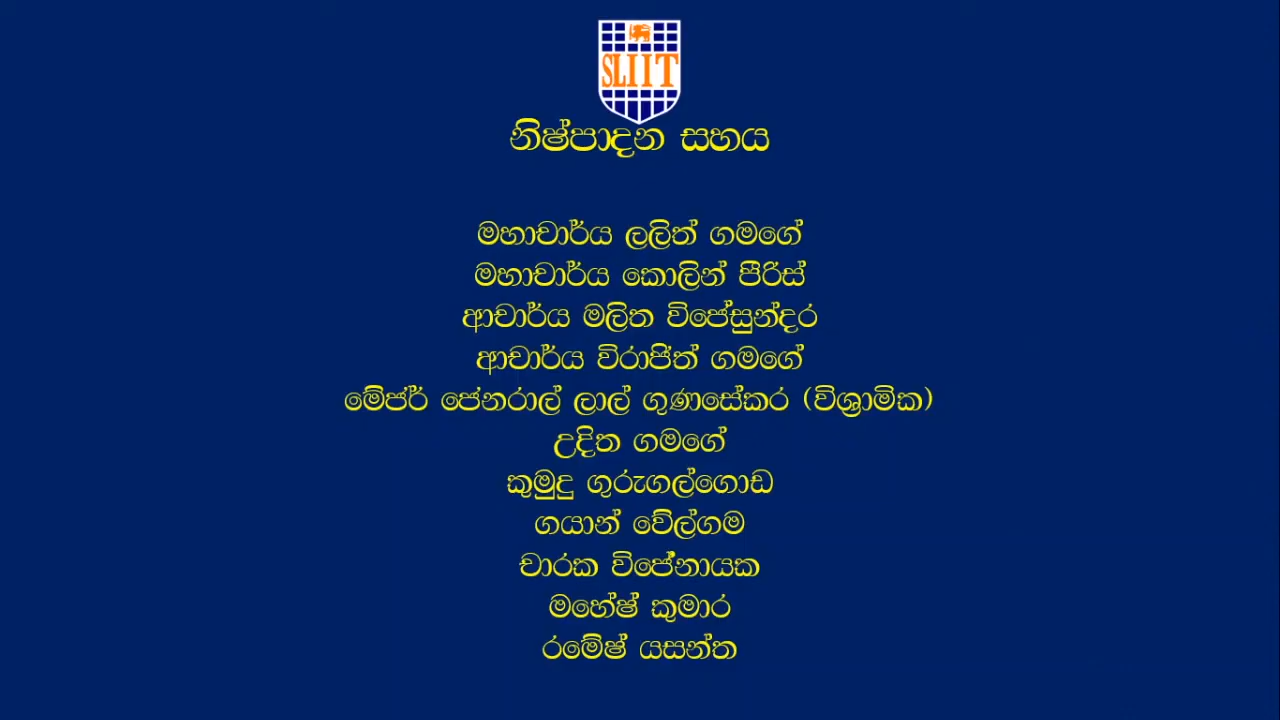 SLIIT
නිෂ්පාදන සහය
මහාචාර්ය ලලිත් ගමගේ
මහාචාර්ය කොලින් පීරිස්
ආචාර්ය මලිත විජේසුන්දර
ආචාර්ය විරාජිත් ගමගේ
මේජර් ජෙනරාල් ලාල් ගුණසේකර (විශ්‍රාමික)
උදිත ගමගේ
කුමුදු ගුරුගල්ගොඩ
ගයාන් වේල්ගම
චාරක විජේනායක
මහේෂ් කුමාර
රමේෂ් යසන්ත